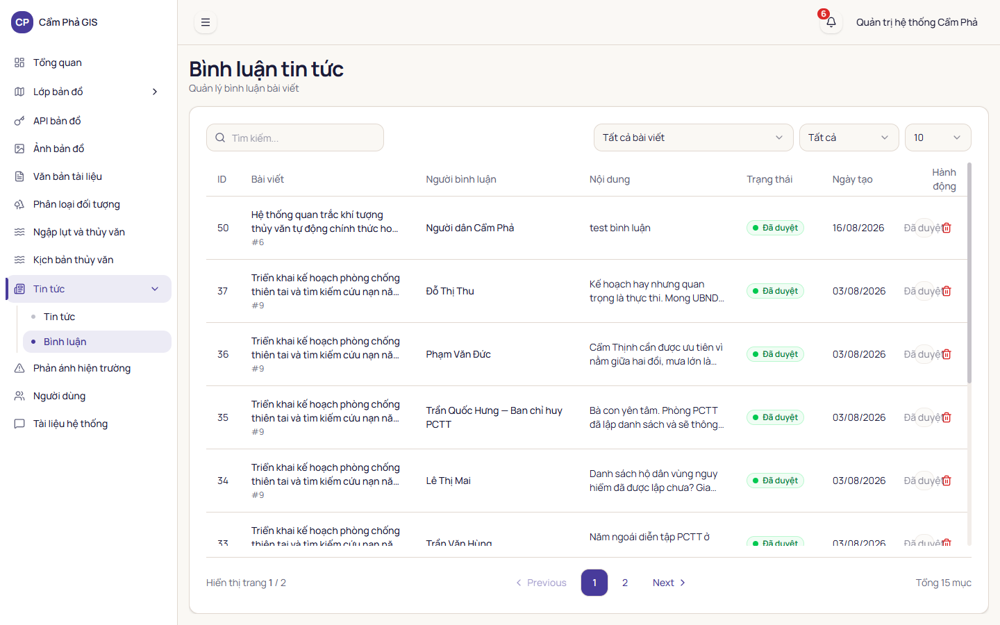 CP Cẩm Phả GIS
Tổng quan
Lớp bản đồ
API bản đồ
Ảnh bản đồ
Văn bản tài liệu
Phân loại đối tượng
Ngập lụt và thủy văn
Kịch bản thủy văn
Tin tức
Tin tức
Bình luận
Phản ánh hiện trường
Người dùng
Tài liệu hệ thống
6
Quản trị hệ thống Cẩm Phả
Bình luận tin tức
Quản lý bình luận bài viết
Tìm kiếm...
Tất cả bài viết
Tất cả
10
ID Bài viết Người bình luận Nội dung Trạng thái Ngày tạo Hành động
50
Hệ thống quan trắc khí tượng
thủy văn tự động chính thức ho...
#6
Người dân Cẩm Phả
test bình luận
Đã duyệt
16/08/2026
Đã duyệt
37
Triển khai kế hoạch phòng chống
thiên tai và tìm kiếm cứu nạn nă...
#9
Đỗ Thị Thu
Kế hoạch hay nhưng quan
trọng là thực thi. Mong UBND...
Đã duyệt
03/08/2026
Đã duyệt
36
Triển khai kế hoạch phòng chống
thiên tai và tìm kiếm cứu nạn nă...
#9
Phạm Văn Đức
Cẩm Thịnh cần được ưu tiên vì
nằm giữa hai đồi, mưa lớn là...
Đã duyệt
03/08/2026
Đã duyệt
35
Triển khai kế hoạch phòng chống
thiên tai và tìm kiếm cứu nạn nă...
#9
Trần Quốc Hưng — Ban chỉ huy
PCTT
Bà con yên tâm. Phòng PCTT
đã lập danh sách và sẽ thông...
Đã duyệt
03/08/2026
Đã duyệt
34
Triển khai kế hoạch phòng chống
thiên tai và tìm kiếm cứu nạn nă...
#9
Lê Thị Mai
Danh sách hộ dân vùng nguy
hiểm đã được lập chưa? Gia...
Đã duyệt
03/08/2026
Đã duyệt
33
Triển khai kế hoạch phòng chống
thiên tai và tìm kiếm cứu nạn nă...
Trần Văn Hùng
Năm ngoái diễn tập PCTT ở
Đã duyệt
03/08/2026
Đã duyệt
Hiển thị trang 1 / 2
Previous 1 2 Next
Tổng 15 mục